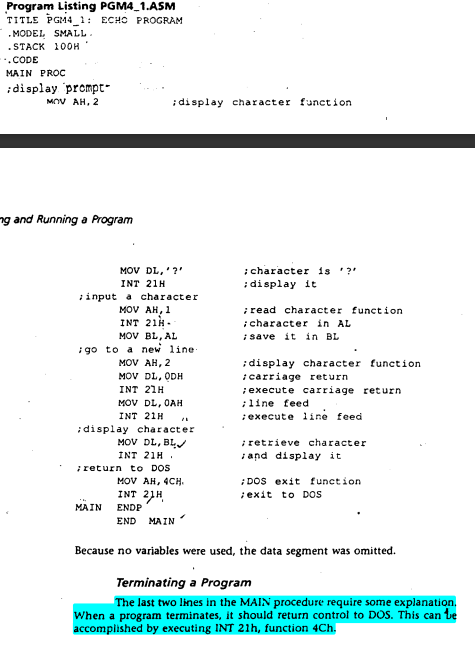 Program Listing PGM4_1.ASM
TITLE PGM4_1: ECHO PROGRAM
.MODEL SMALL
.STACK 100H
.CODE
MAIN PROC
;display prompt
MOV AH,2 ;display character function
ng and Running a Program
MOV DL,'?' ;character is '?'
INT 21H ;display it
;input a character
MOV AH,1 ;read character function
INT 21H ;character in AL
MOV BL,AL ;save it in BL
;go to a new line
MOV AH,2 ;display character function
MOV DL,0DH ;carriage return
INT 21H ;execute carriage return
MOV DL,0AH ;line feed
INT 21H ;execute line feed
;display character
MOV DL,BL ;retrieve character
INT 21H ;and display it
;return to DOS
MOV AH,4CH ;DOS exit function
INT 21H ;exit to DOS
MAIN ENDP
END MAIN
Because no variables were used, the data segment was omitted.
Terminating a Program
The last two lines in the MAIN procedure require some explanation.
When a program terminates, it should return control to DOS. This can be
accomplished by executing INT 21h, function 4Ch.